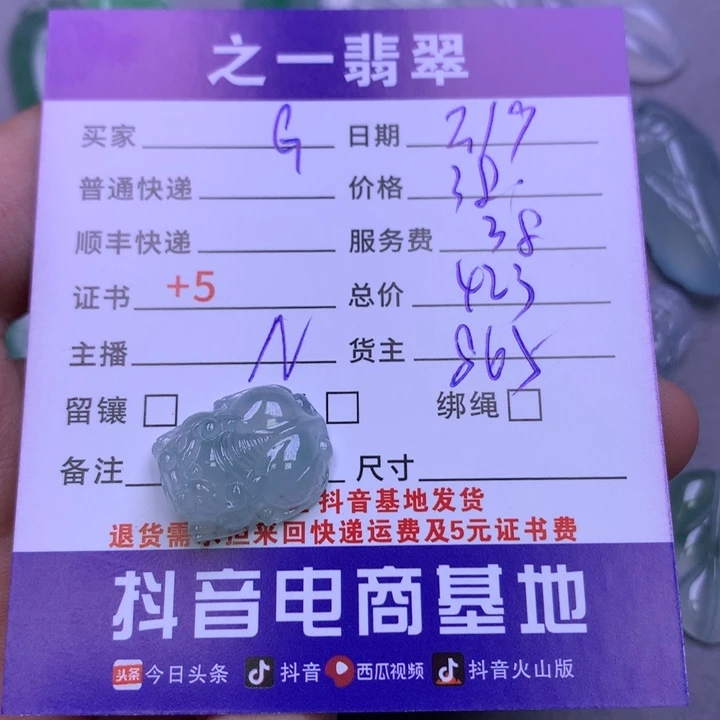 之一翡翠
买家 G 日期 2/9
普通快递 价格 38.
顺丰快递 服务费 38
证书 +5 总价 423
主播 N 货主 865
留镶 绑绳
备注 尺寸
抖音基地发货
退货需 担来回快递运费及5元证书费
抖音电商基地
头条 今日头条 抖音 西瓜视频 抖音火山版